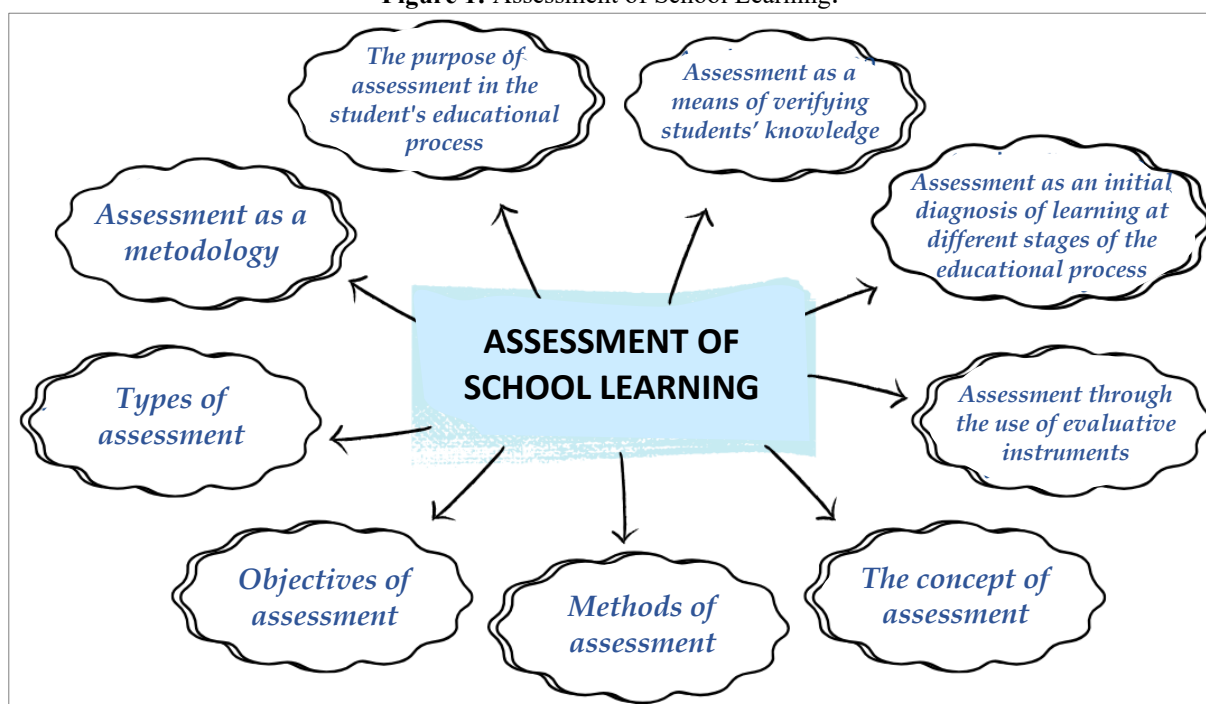 Figure 1: Assessment of School Learning.
The purpose of
assessment in the
student's educational
process
Assessment as a
means of verifying
students’ knowledge
Assessment as a
metodology
Assessment as an initial
diagnosis of learning at
different stages of the
educational process
ASSESSMENT OF
SCHOOL LEARNING
Types of
assessment
Assessment through
the use of evaluative
instruments
Objectives of
assessment
Methods of
assessment
The concept of
assessment